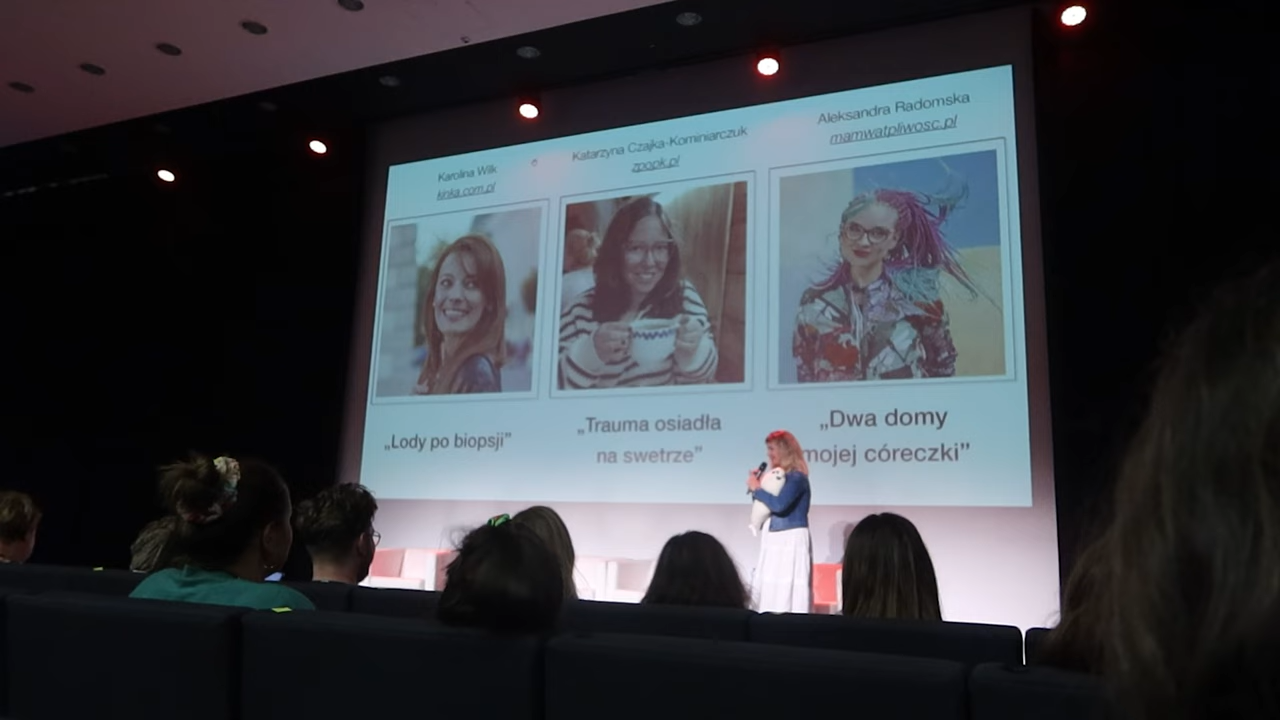 Karolina Wilk
kinka.com.pl
„Lody po biopsji”
Katarzyna Czajka-Kominiarczuk
zpopk.pl
„Trauma osiadła
na swetrze”
Aleksandra Radomska
mamwatpliwosc.pl
„Dwa domy
mojej córeczki”